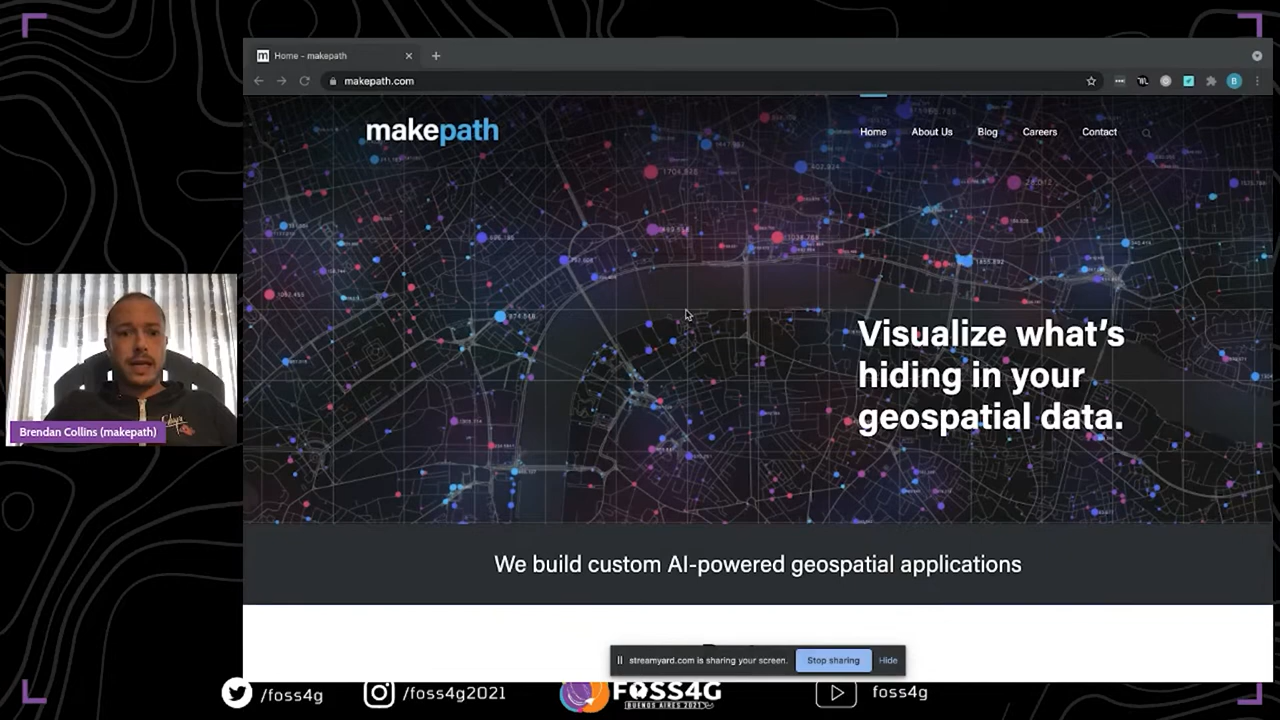 Home - makepath
makepath.com
makepath
Home
About Us
Blog
Careers
Contact
Visualize what's
hiding in your
geospatial data.
Brendan Collins (makepath)
We build custom AI-powered geospatial applications
streamyard.com is sharing your screen.
Stop sharing
Hide
/foss4g
/foss4g2021
FOSS4G
BUENOS AIRES 2021
foss4g